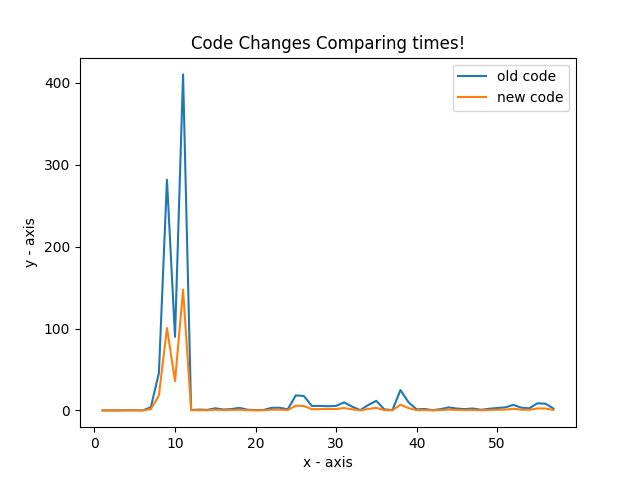 Code Changes Comparing times!
old code
new code
400
300
200
100
0
y - axis
0 10 20 30 40 50
x - axis